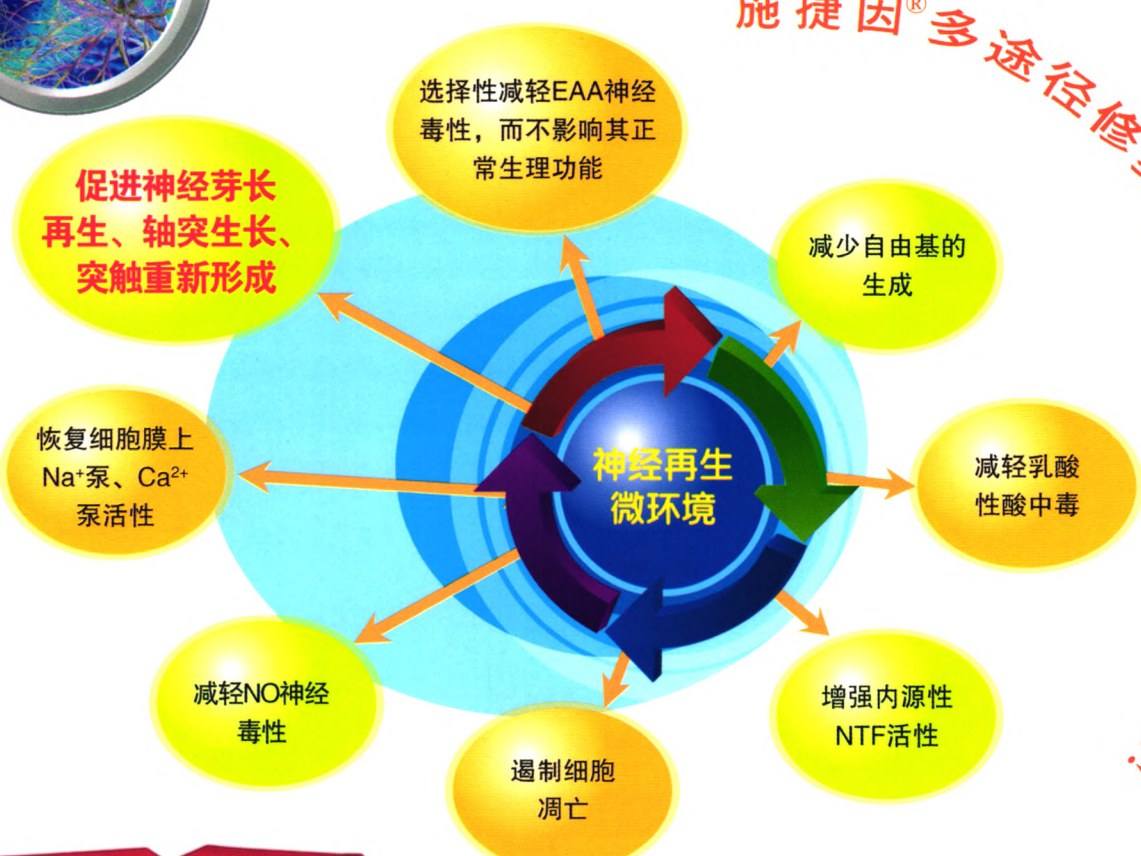 施捷因®多途径修
选择性减轻EAA神经
毒性，而不影响其正
常生理功能
促进神经芽长
再生、轴突生长、
突触重新形成
减少自由基的
生成
恢复细胞膜上
Na⁺泵、Ca²⁺
泵活性
神经再生
微环境
减轻乳酸
性酸中毒
减轻NO神经
毒性
增强内源性
NTF活性
遏制细胞
凋亡